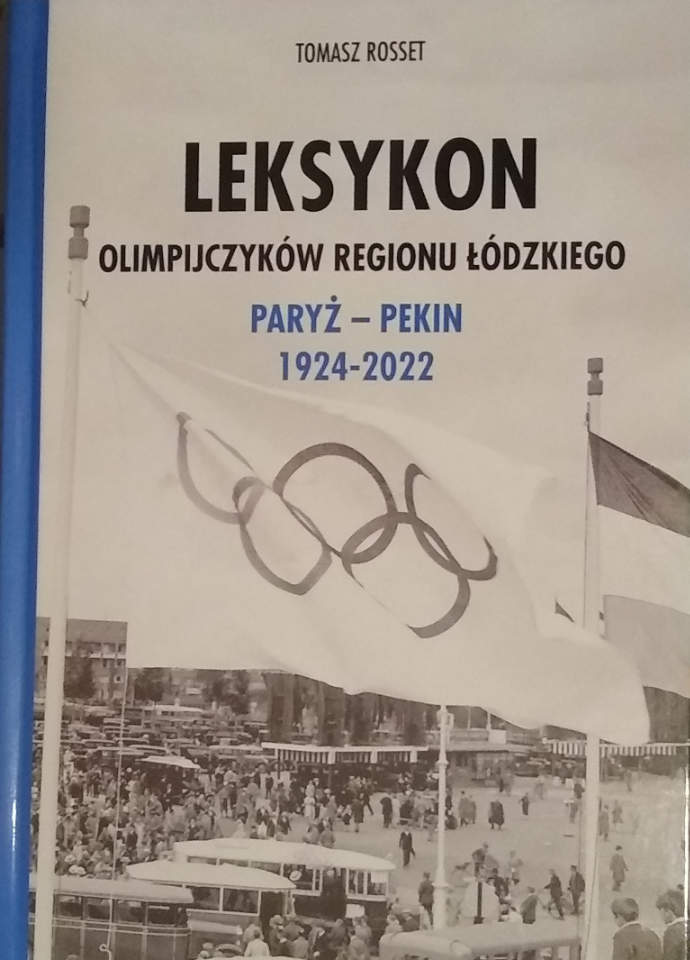 TOMASZ ROSSET
LEKSYKON
OLIMPIJCZYKÓW REGIONU ŁÓDZKIEGO
PARYŻ – PEKIN
1924-2022